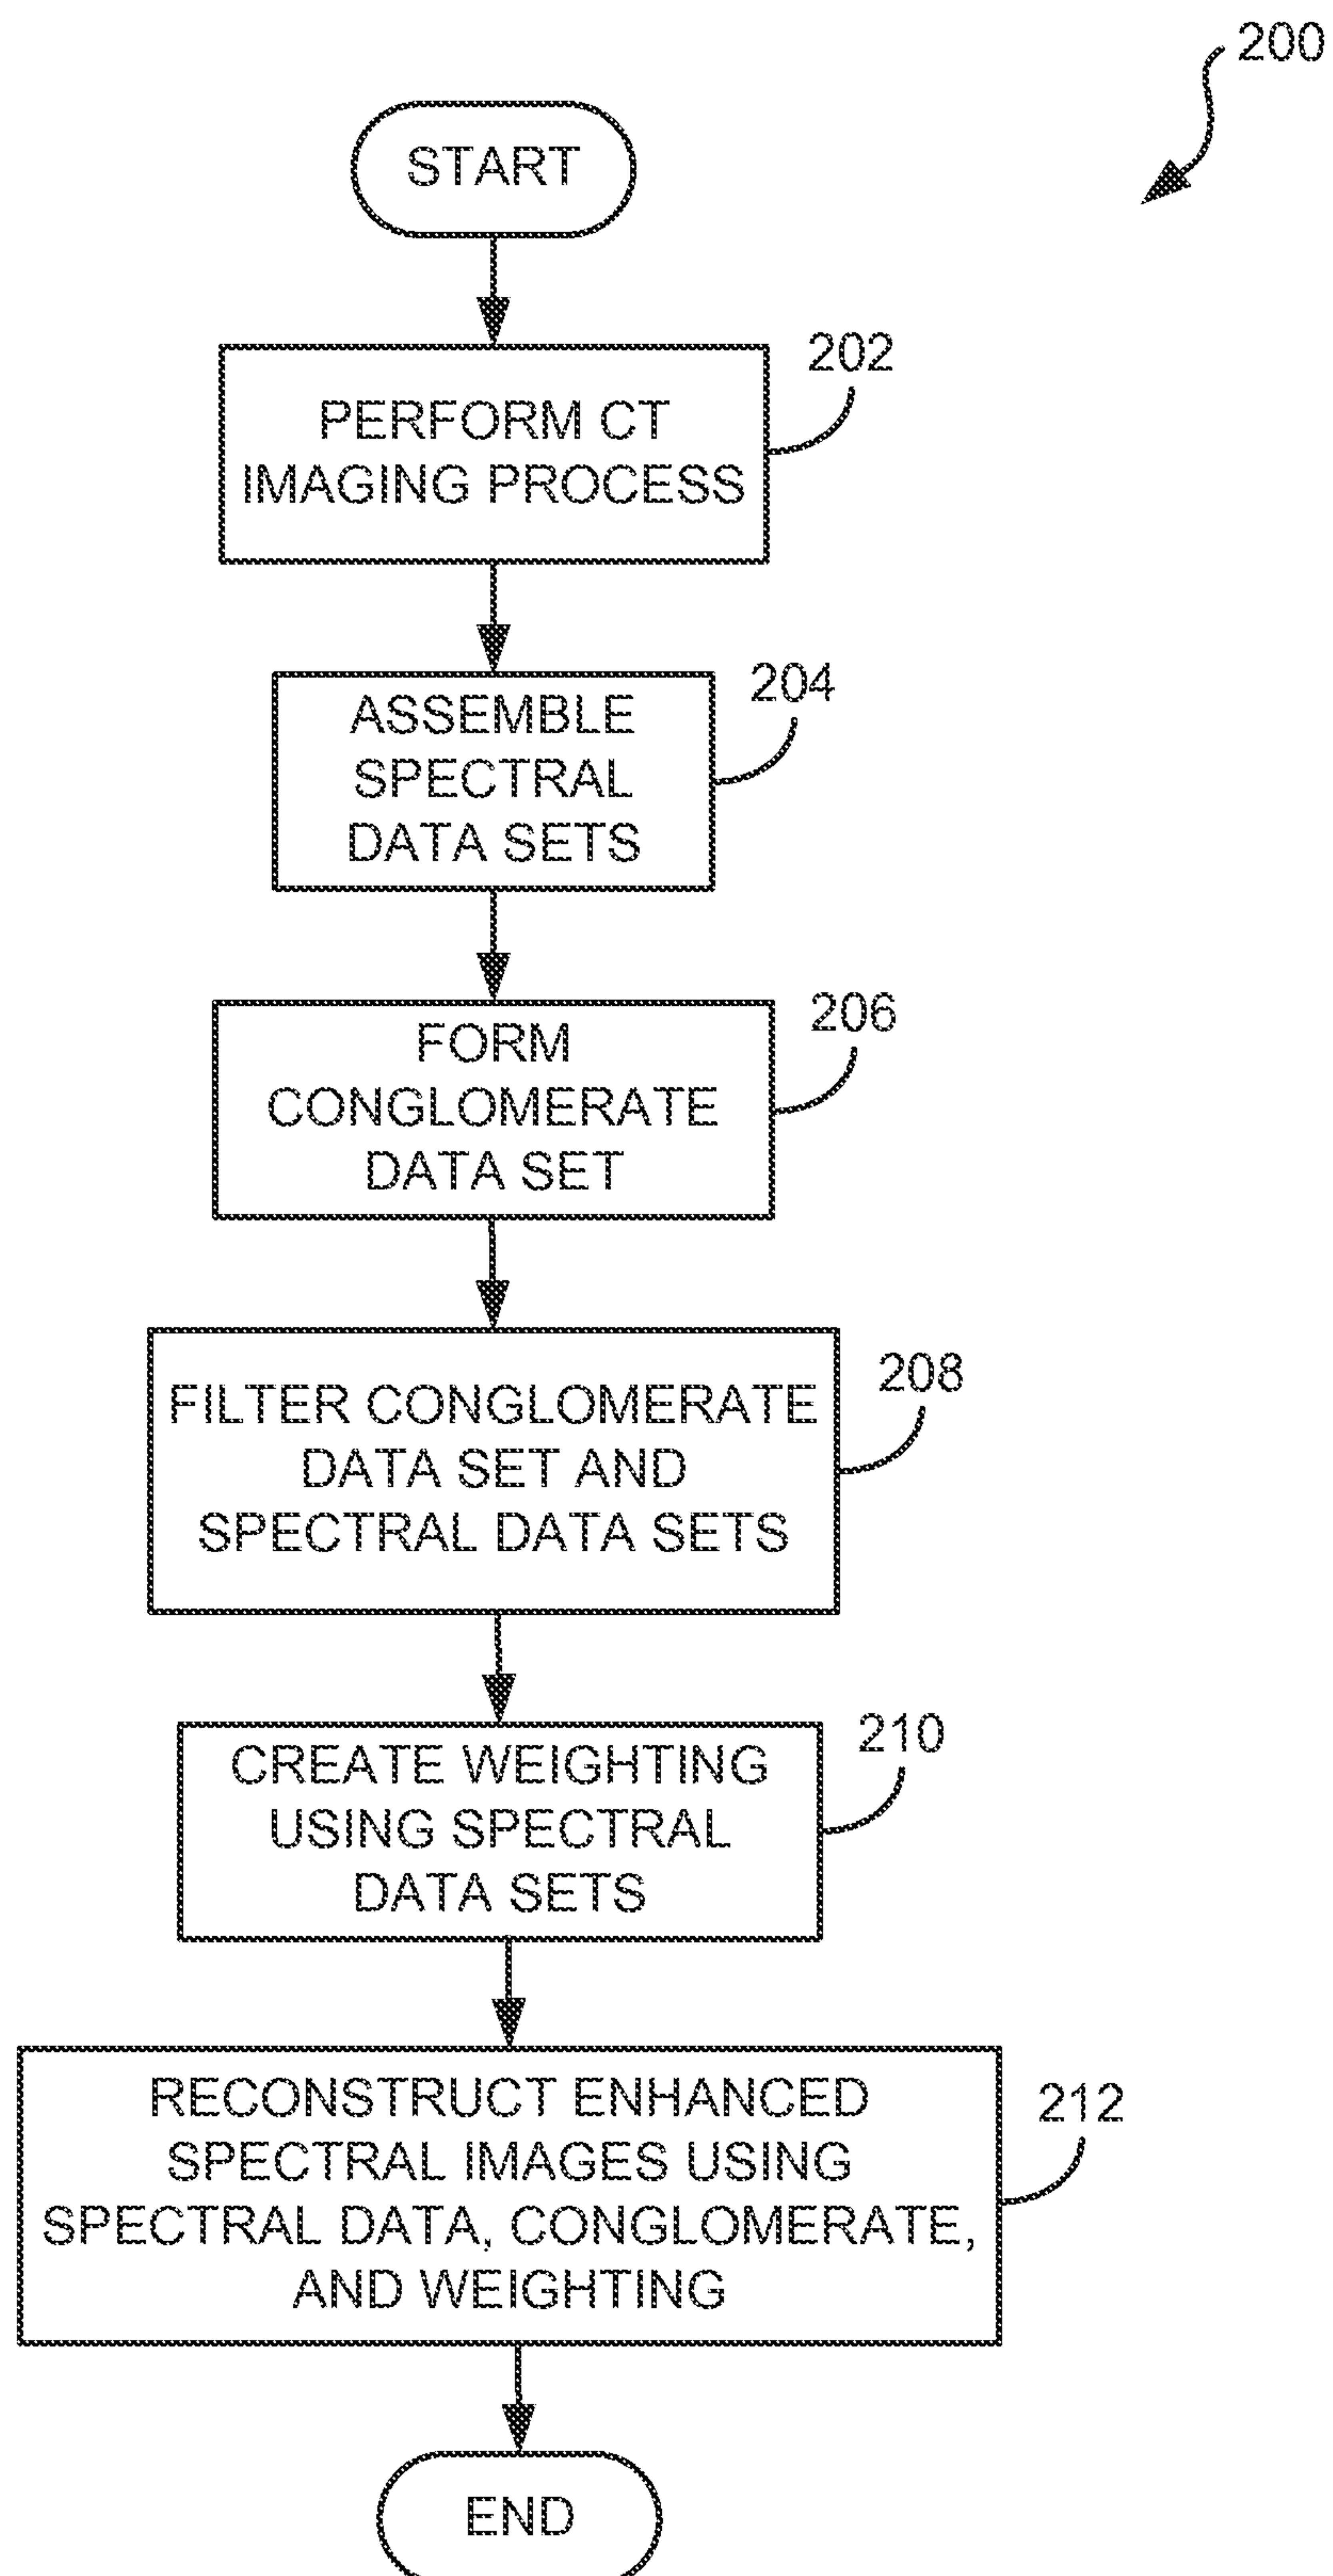 200
START
202
PERFORM CT
IMAGING PROCESS
204
ASSEMBLE
SPECTRAL
DATA SETS
206
FORM
CONGLOMERATE
DATA SET
208
FILTER CONGLOMERATE
DATA SET AND
SPECTRAL DATA SETS
210
CREATE WEIGHTING
USING SPECTRAL
DATA SETS
212
RECONSTRUCT ENHANCED
SPECTRAL IMAGES USING
SPECTRAL DATA, CONGLOMERATE,
AND WEIGHTING
END